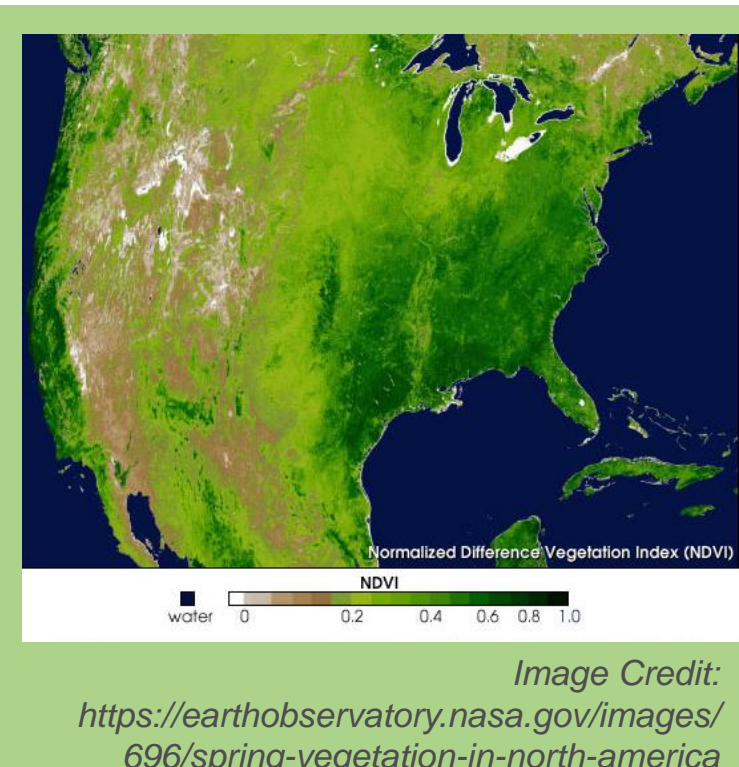 Normalized Difference Vegetation Index (NDVI)
NDVI
water 0 0.2 0.4 0.6 0.8 1.0
Image Credit:
https://earthobservatory.nasa.gov/images/
696/spring-vegetation-in-north-america